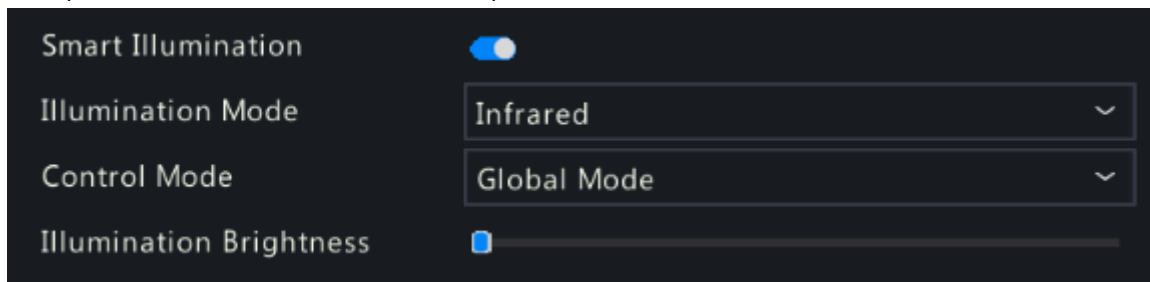 Smart Illumination
Illumination Mode Infrared
Control Mode Global Mode
Illumination Brightness